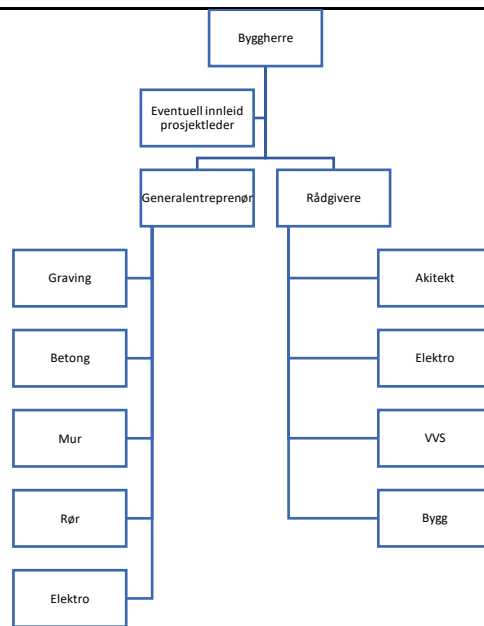 Byggherre
Eventuell innleid
prosjektleder
Generalentreprenør
Rådgivere
Graving
Akitekt
Betong
Elektro
Mur
VVS
Rør
Bygg
Elektro